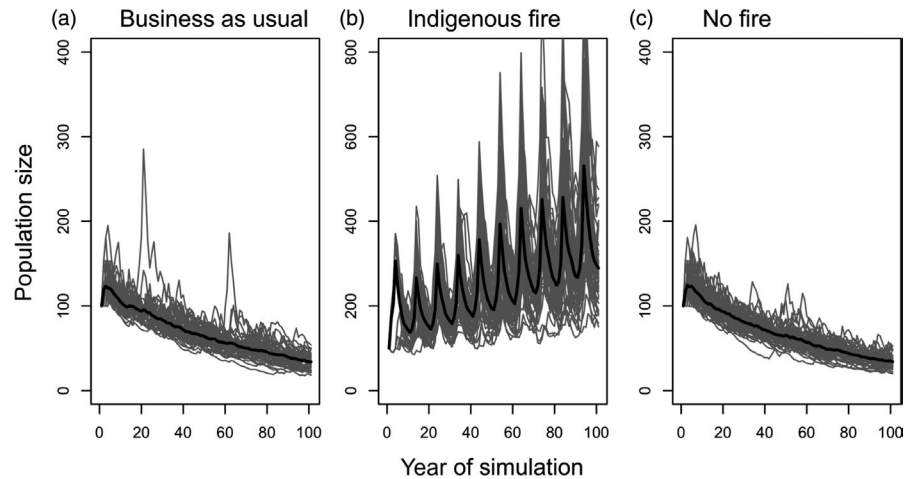 (a) Business as usual (b) Indigenous fire (c) No fire
400 800 400
300 600 300
200 400 200
100 200 100
0 0 0
Population size
0 20 40 60 80 100 0 20 40 60 80 100 0 20 40 60 80 100
Year of simulation